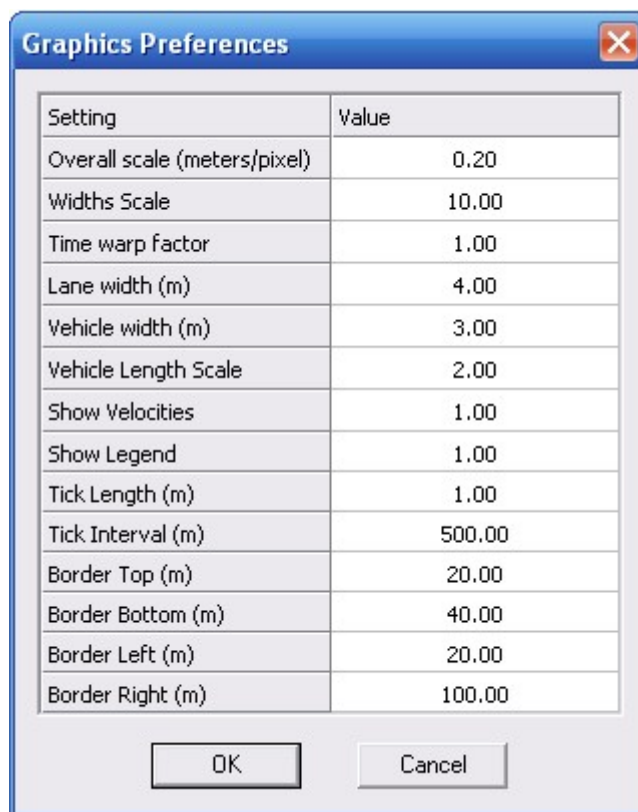 Graphics Preferences
Setting Value
Overall scale (meters/pixel) 0.20
Widths Scale 10.00
Time warp factor 1.00
Lane width (m) 4.00
Vehicle width (m) 3.00
Vehicle Length Scale 2.00
Show Velocities 1.00
Show Legend 1.00
Tick Length (m) 1.00
Tick Interval (m) 500.00
Border Top (m) 20.00
Border Bottom (m) 40.00
Border Left (m) 20.00
Border Right (m) 100.00
OK Cancel